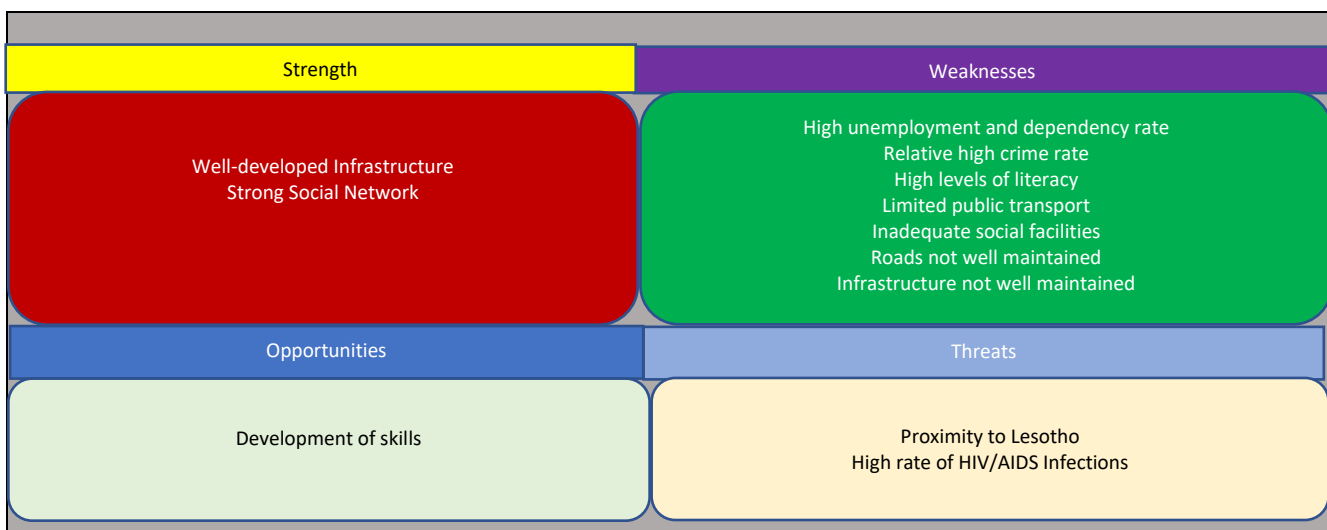 Strength
Weaknesses
Well-developed Infrastructure
Strong Social Network
High unemployment and dependency rate
Relative high crime rate
High levels of literacy
Limited public transport
Inadequate social facilities
Roads not well maintained
Infrastructure not well maintained
Opportunities
Threats
Development of skills
Proximity to Lesotho
High rate of HIV/AIDS Infections